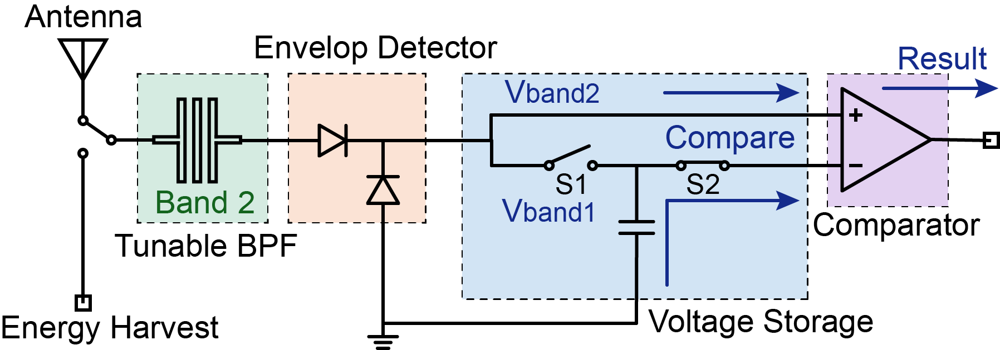 Antenna
Envelop Detector
Result
Vband2
Compare
+
−
S1
S2
Band 2
Vband1
Tunable BPF
Comparator
Voltage Storage
Energy Harvest